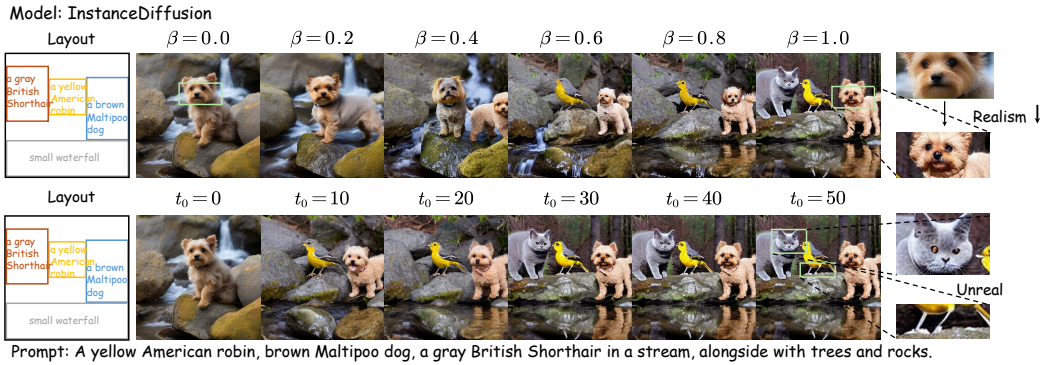 Model: InstanceDiffusion
Layout
β = 0.0
β = 0.2
β = 0.4
β = 0.6
β = 0.8
β = 1.0
a gray
British
Shorthair
a yellow
American
robin
a brown
Maltipoo
dog
small waterfall
Realism ↓
Layout
t₀ = 0
t₀ = 10
t₀ = 20
t₀ = 30
t₀ = 40
t₀ = 50
a gray
British
Shorthair
a yellow
American
robin
a brown
Maltipoo
dog
small waterfall
Unreal
Prompt: A yellow American robin, brown Maltipoo dog, a gray British Shorthair in a stream, alongside with trees and rocks.